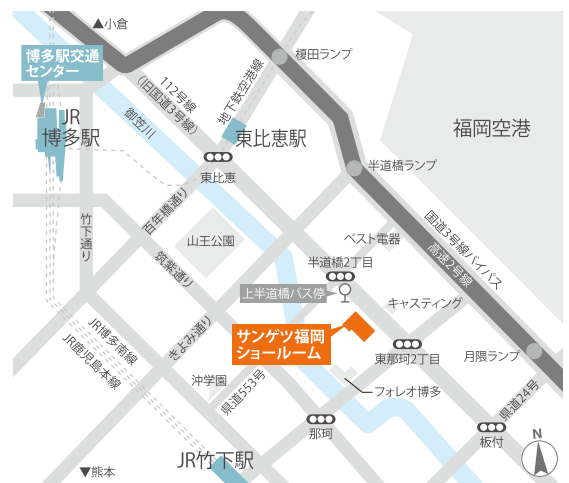 ▲小倉
博多駅交通
センター
JR
博多駅
112号線
(旧国道3号線)
御笠川
地下鉄空港線
榎田ランプ
東比恵駅
福岡空港
東比恵
半道橋ランプ
百年橋通り
竹下通り
山王公園
筑紫通り
ベスト電器
国道3号線バイパス
高速2号線
半道橋2丁目
上半道橋バス停
キャスティング
サンゲツ福岡
ショールーム
きよみ通り
JR博多南線
JR鹿児島本線
東那珂2丁目
月隈ランプ
沖学園
県道553号
フォレオ博多
県道24号
那珂
板付
N
JR竹下駅
▼熊本